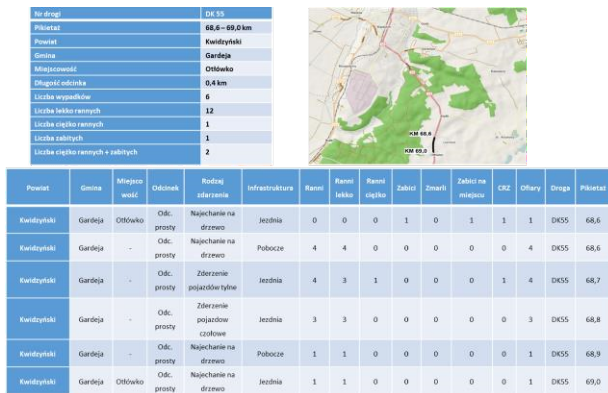 Nr drogi DK 55
Pikietaż 68,6 – 69,0 km
Powiat Kwidzyński
Gmina Gardeja
Miejscowość Otłówko
Długość odcinka 0,4 km
Liczba wypadków 6
Liczba lekko rannych 12
Liczba ciężko rannych 1
Liczba zabitych 1
Liczba ciężko rannych + zabitych 2
KM 68,6
KM 69,0
Powiat Gmina Miejsco wość Odcinek Rodzaj zdarzenia Infrastruktura Ranni Ranni lekko Ranni ciężko Zabici Zmarli Zabici na miejscu CRZ Ofiary Droga Pikietaż
Kwidzyński Gardeja Otłówko Odc. prosty Najechanie na drzewo Jezdnia 0 0 0 1 0 1 1 1 DK55 68,6
Kwidzyński Gardeja - Odc. prosty Najechanie na drzewo Pobocze 4 4 0 0 0 0 0 4 DK55 68,6
Kwidzyński Gardeja - Odc. prosty Zderzenie pojazdów tylne Jezdnia 4 3 1 0 0 0 1 4 DK55 68,7
Kwidzyński Gardeja - Odc. prosty Zderzenie pojazdow czołowe Jezdnia 3 3 0 0 0 0 0 3 DK55 68,8
Kwidzyński Gardeja - Odc. prosty Najechanie na drzewo Pobocze 1 1 0 0 0 0 0 1 DK55 68,9
Kwidzyński Gardeja Otłówko Odc. prosty Najechanie na drzewo Jezdnia 1 1 0 0 0 0 0 1 DK55 69,0